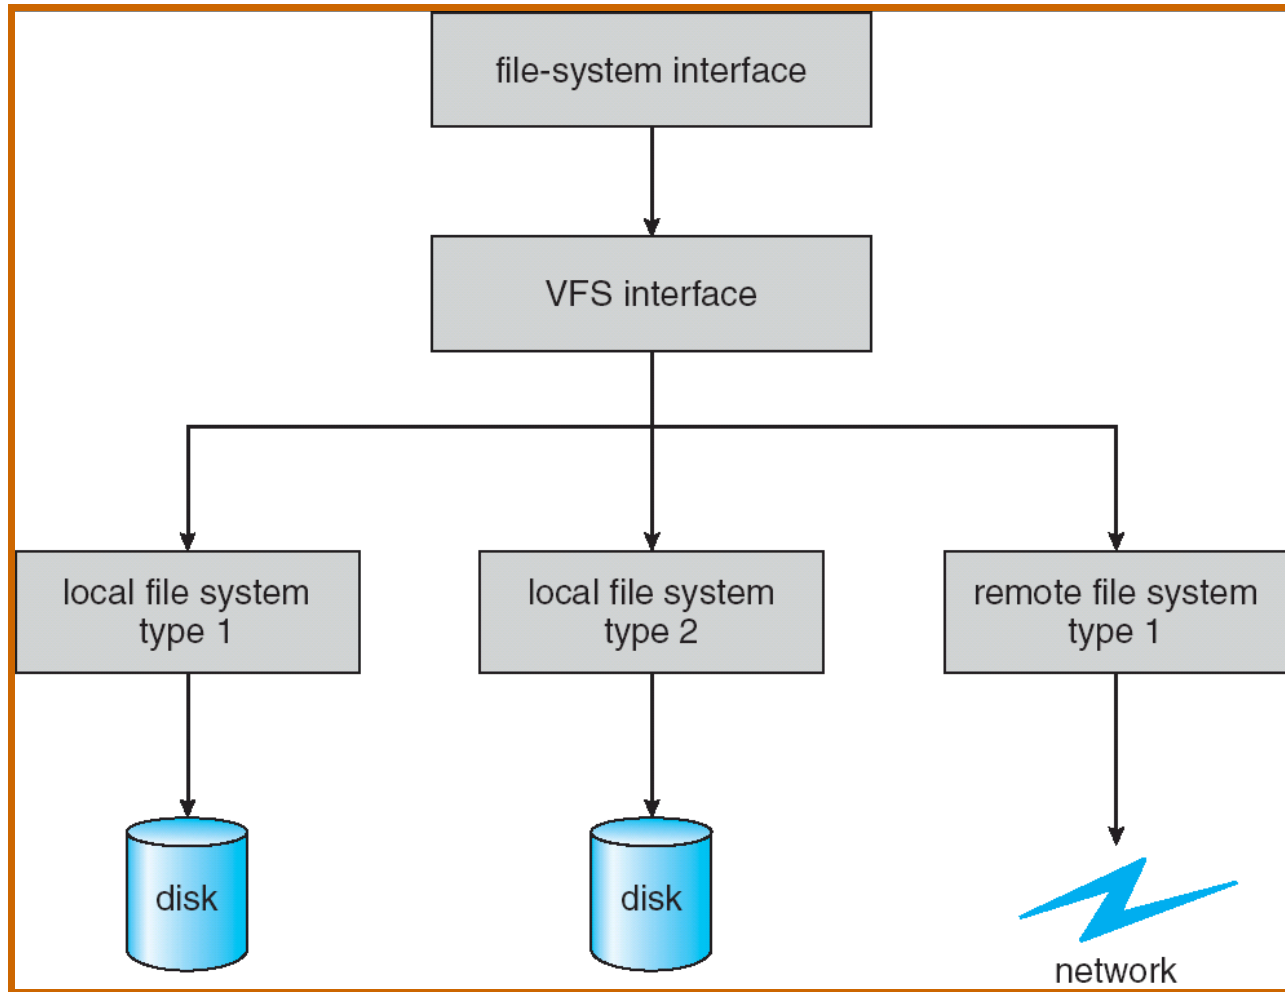 file-system interface
VFS interface
local file system
type 1
local file system
type 2
remote file system
type 1
disk
disk
network